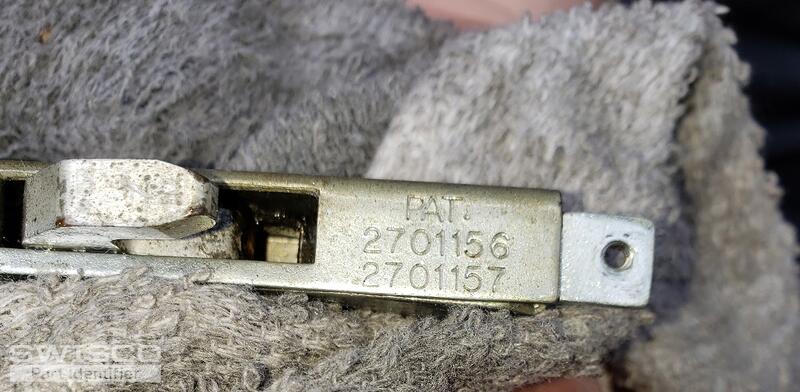 PAT.
2701156
2701157
SWISCO
Part Identifier